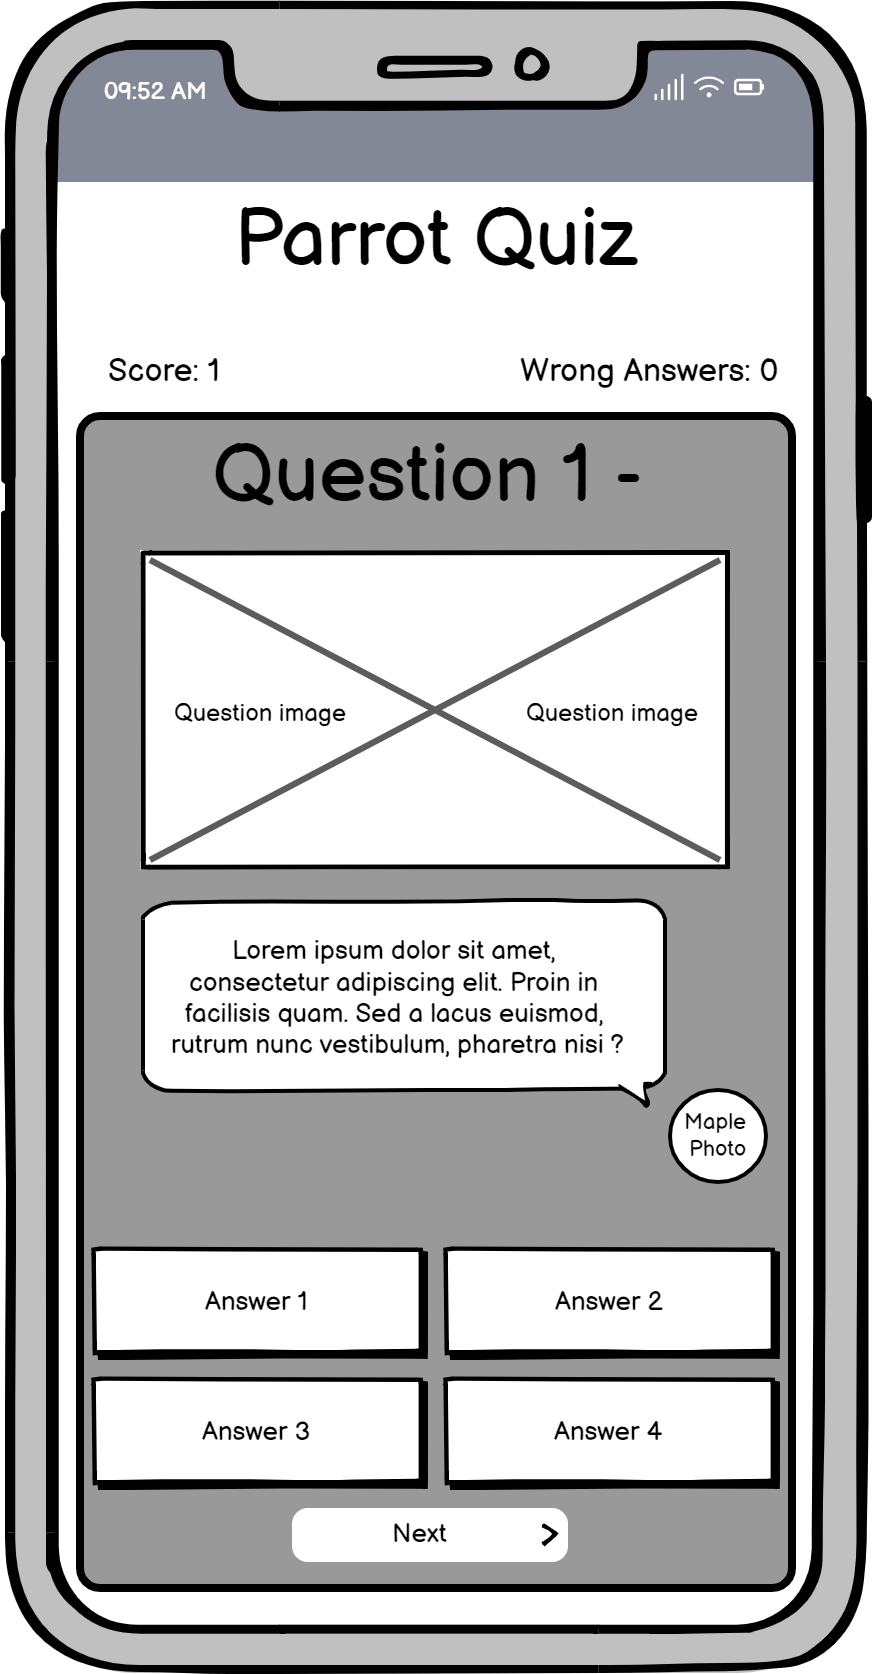 09:52 AM
Parrot Quiz
Score: 1
Wrong Answers: 0
Question 1 -
Question image
Question image
Lorem ipsum dolor sit amet,
consectetur adipiscing elit. Proin in
facilisis quam. Sed a lacus euismod,
rutrum nunc vestibulum, pharetra nisi ?
Maple
Photo
Answer 1
Answer 2
Answer 3
Answer 4
Next